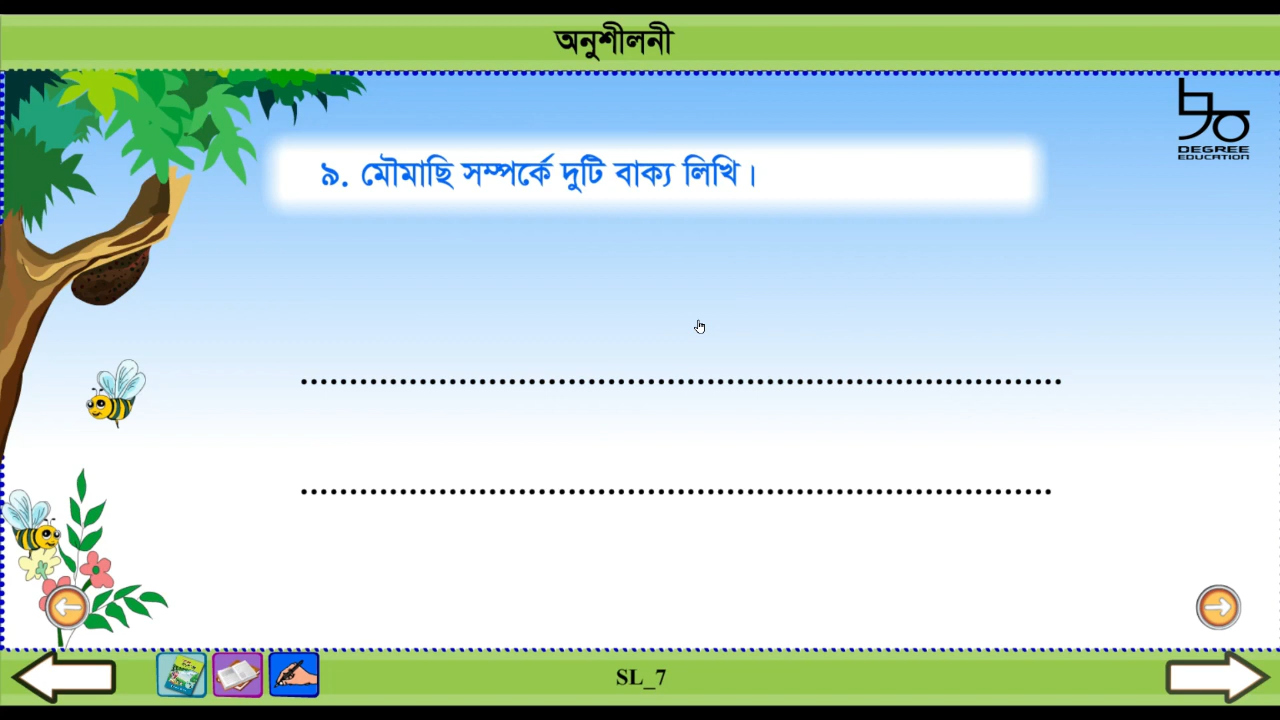 অনুশীলনী
DEGREE
EDUCATION
৯. মৌমাছি সম্পর্কে দুটি বাক্য লিখি।
SL_7